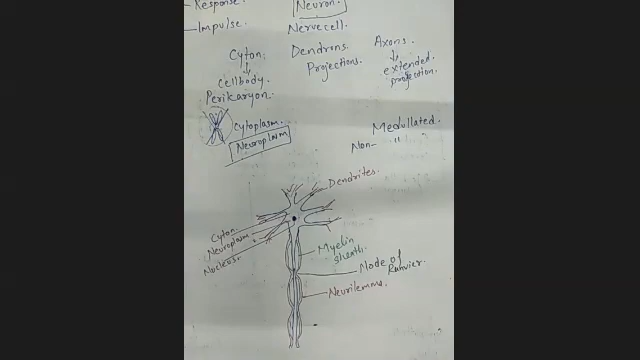 Response.
Neuron.
Impulse.
Nervecell.
Cyton.
Dendrons.
Axons.
cellbody.
Projections.
extended
projection.
Perikaryon.
Cytoplasm.
Neuroplasm
Medullated.
Non- "
Dendrites.
Cyton.
Neuroplasm
Nucleus.
Myelin
Sheath.
Node of
Ranvier.
Neurilemma.